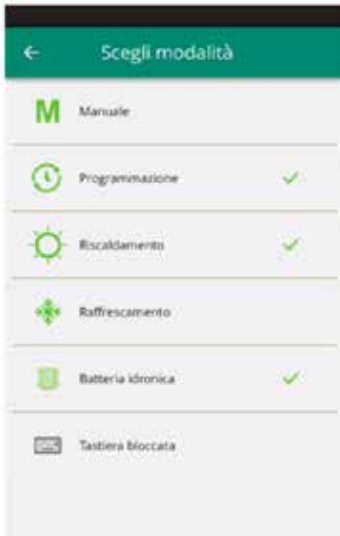 Scegli modalità
M Manuale
Programmazione
Riscaldamento
Raffrescamento
Batteria idronica
Tastiera bloccata